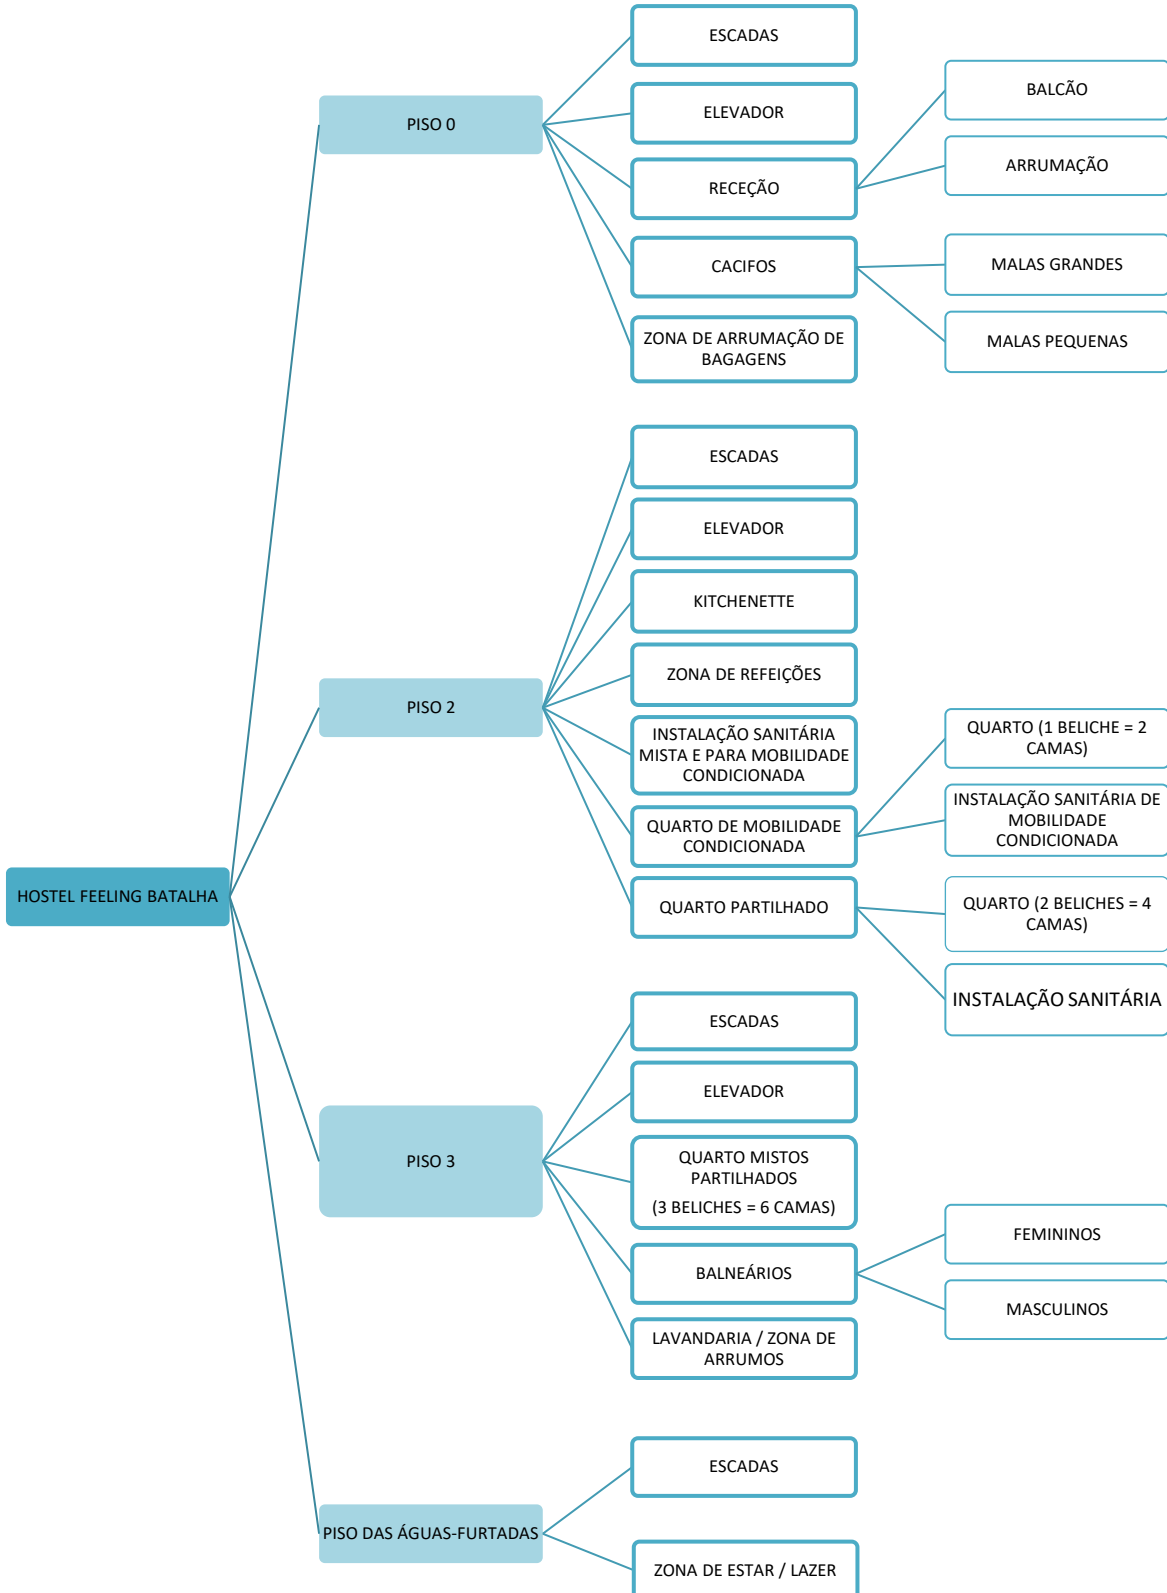 HOSTEL FEELING BATALHA
PISO 0
ESCADAS
ELEVADOR
RECEÇÃO
BALCÃO
ARRUMAÇÃO
CACIFOS
MALAS GRANDES
MALAS PEQUENAS
ZONA DE ARRUMAÇÃO DE
BAGAGENS
PISO 2
ESCADAS
ELEVADOR
KITCHENETTE
ZONA DE REFEIÇÕES
INSTALAÇÃO SANITÁRIA
MISTA E PARA MOBILIDADE
CONDICIONADA
QUARTO DE MOBILIDADE
CONDICIONADA
QUARTO (1 BELICHE = 2
CAMAS)
INSTALAÇÃO SANITÁRIA DE
MOBILIDADE
CONDICIONADA
QUARTO PARTILHADO
QUARTO (2 BELICHES = 4
CAMAS)
INSTALAÇÃO SANITÁRIA
PISO 3
ESCADAS
ELEVADOR
QUARTO MISTOS
PARTILHADOS
(3 BELICHES = 6 CAMAS)
BALNEÁRIOS
FEMININOS
MASCULINOS
LAVANDARIA / ZONA DE
ARRUMOS
PISO DAS ÁGUAS-FURTADAS
ESCADAS
ZONA DE ESTAR / LAZER